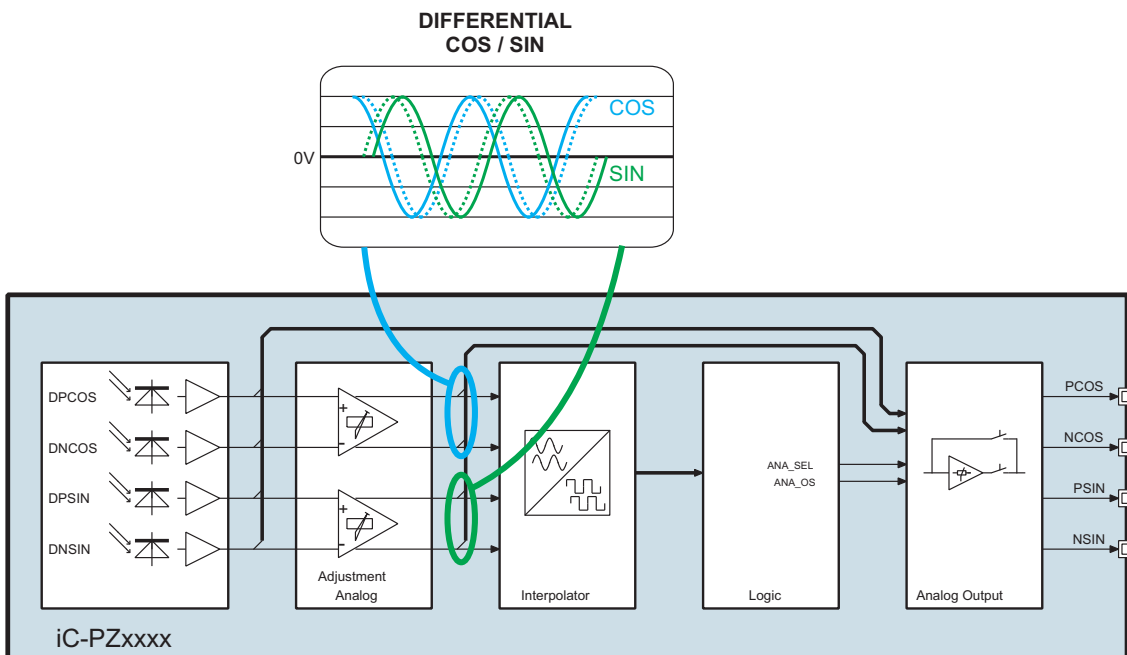 DIFFERENTIAL
COS / SIN
COS
0V
SIN
DPCOS
DNCOS
DPSIN
DNSIN
+
-
+
-
Adjustment
Analog
Interpolator
ANA_SEL
ANA_OS
Logic
Analog Output
PCOS
NCOS
PSIN
NSIN
iC-PZxxxx